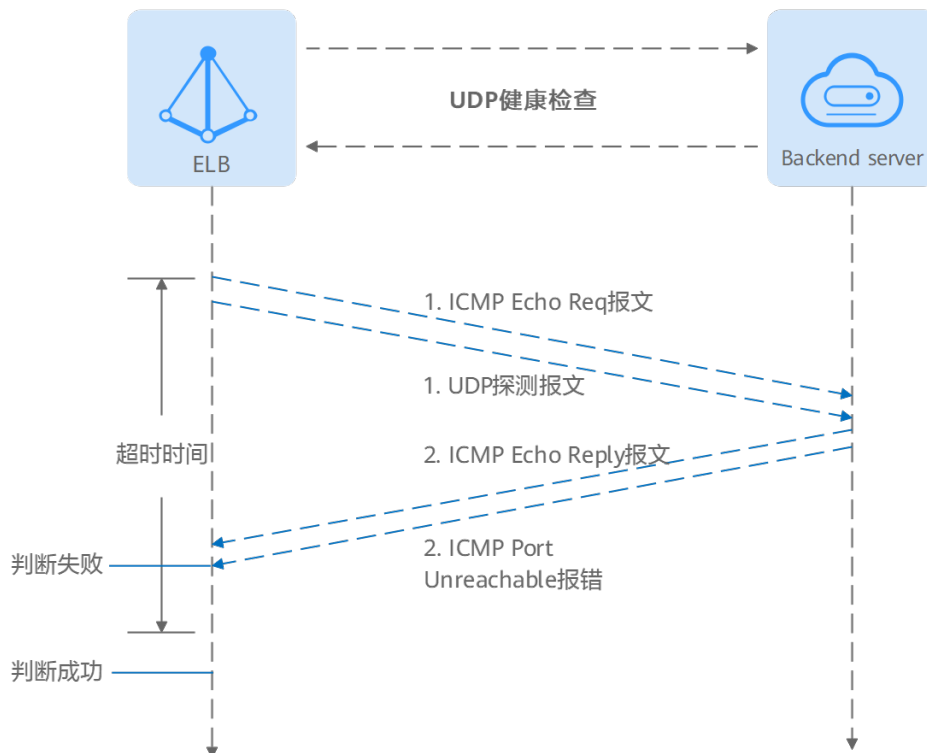 UDP健康检查
ELB
Backend server
1. ICMP Echo Req报文
1. UDP探测报文
超时时间
2. ICMP Echo Reply报文
2. ICMP Port
Unreachable报错
判断失败
判断成功